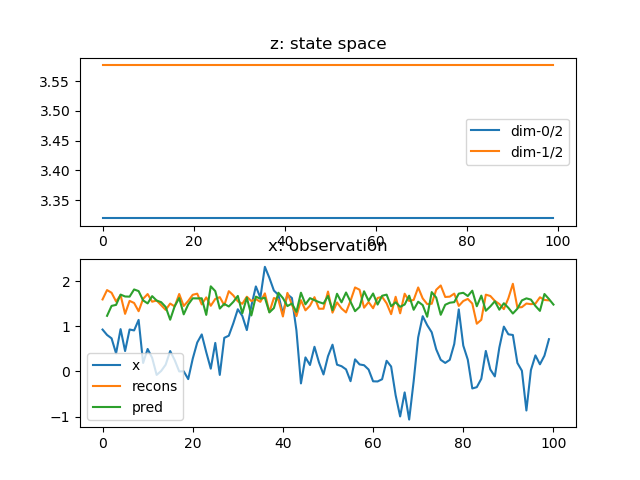 z: state space
3.55
3.50
3.45
3.40
3.35
dim-0/2
dim-1/2
0 20 40 60 80 100
x: observation
2
1
0
−1
x
recons
pred
0 20 40 60 80 100